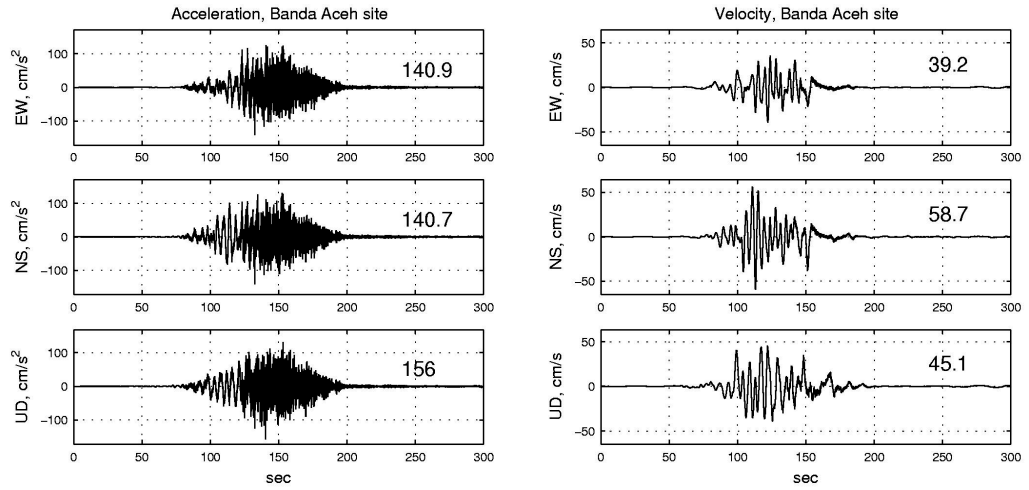 Acceleration, Banda Aceh site
EW, cm/s²
100
0
−100
140.9
0 50 100 150 200 250 300
NS, cm/s²
100
0
−100
140.7
0 50 100 150 200 250 300
UD, cm/s²
100
0
−100
156
0 50 100 150 200 250 300
sec
Velocity, Banda Aceh site
EW, cm/s
50
0
−50
39.2
0 50 100 150 200 250 300
NS, cm/s
50
0
−50
58.7
0 50 100 150 200 250 300
UD, cm/s
50
0
−50
45.1
0 50 100 150 200 250 300
sec